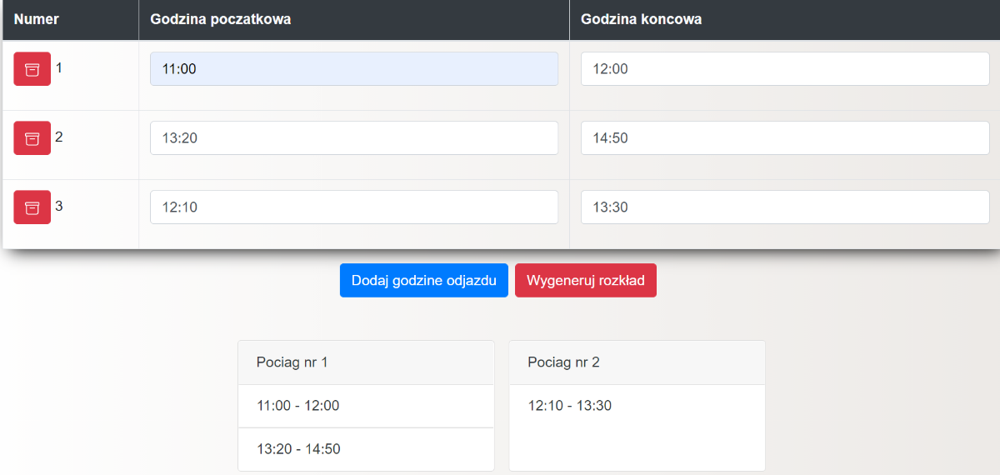 Numer Godzina poczatkowa Godzina koncowa
1 11:00 12:00
2 13:20 14:50
3 12:10 13:30
Dodaj godzine odjazdu Wygeneruj rozkład
Pociag nr 1 Pociag nr 2
11:00 - 12:00 12:10 - 13:30
13:20 - 14:50